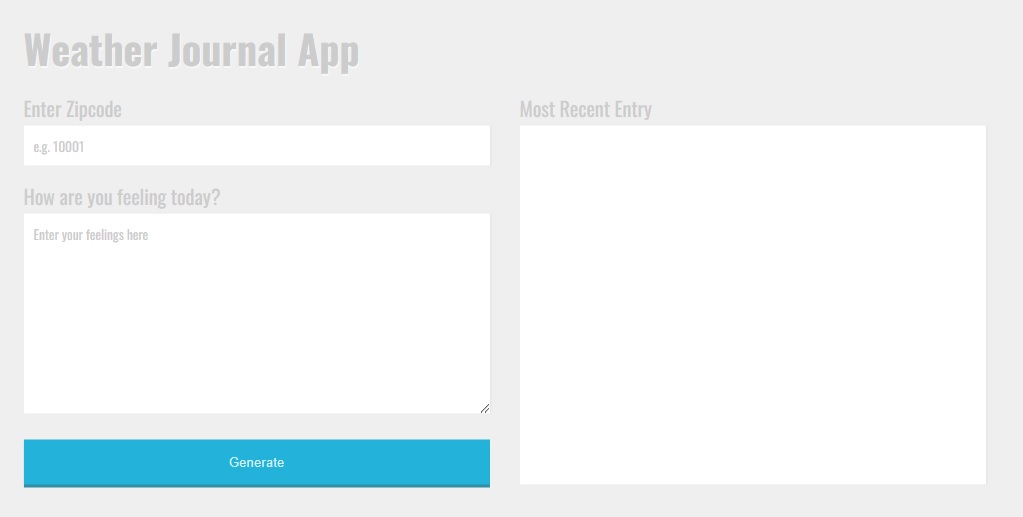 Weather Journal App
Enter Zipcode
e.g. 10001
How are you feeling today?
Enter your feelings here
Generate
Most Recent Entry